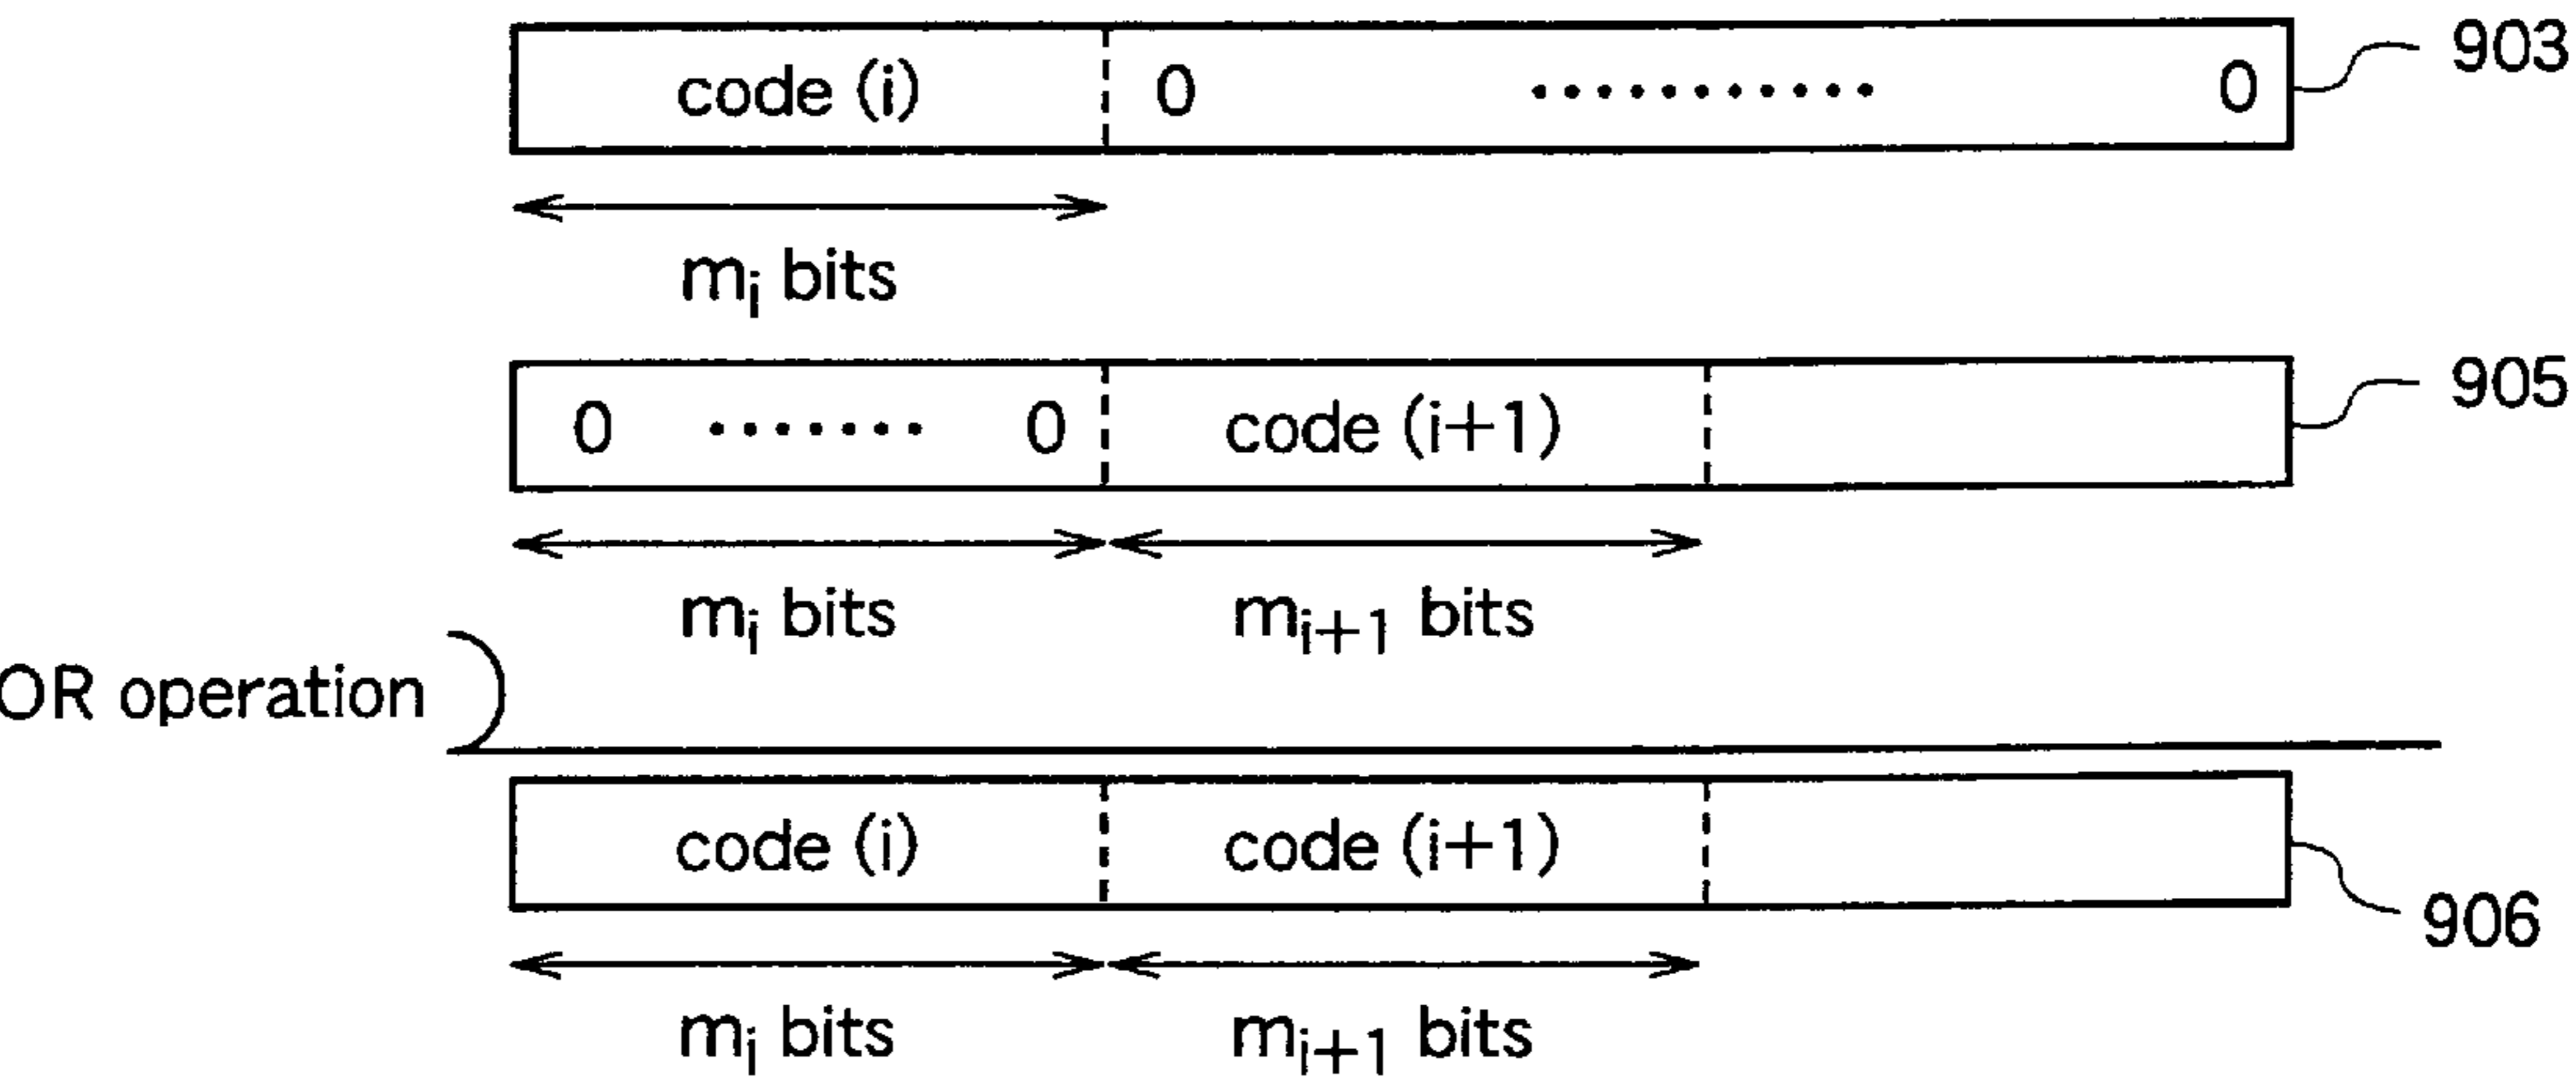 code (i) 0 ··········· 0 903
mi bits
0 ······· 0 code (i+1) 905
mi bits mi+1 bits
OR operation
code (i) code (i+1) 906
mi bits mi+1 bits